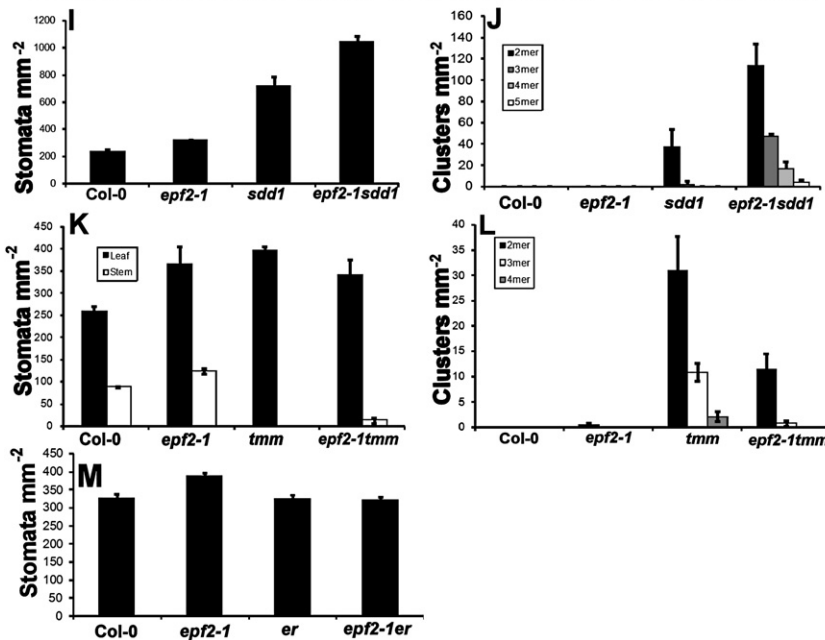 I
Stomata mm⁻²
1200
1000
800
600
400
200
0
Col-0 epf2-1 sdd1 epf2-1sdd1
J
Clusters mm⁻²
160
140
120
100
80
60
40
20
0
2mer
3mer
4mer
5mer
Col-0 epf2-1 sdd1 epf2-1sdd1
K
Stomata mm⁻²
450
400
350
300
250
200
150
100
50
0
Leaf
Stem
Col-0 epf2-1 tmm epf2-1tmm
L
Clusters mm⁻²
40
35
30
25
20
15
10
5
0
2mer
3mer
4mer
Col-0 epf2-1 tmm epf2-1tmm
M
Stomata mm⁻²
450
400
350
300
250
200
150
100
50
0
Col-0 epf2-1 er epf2-1er